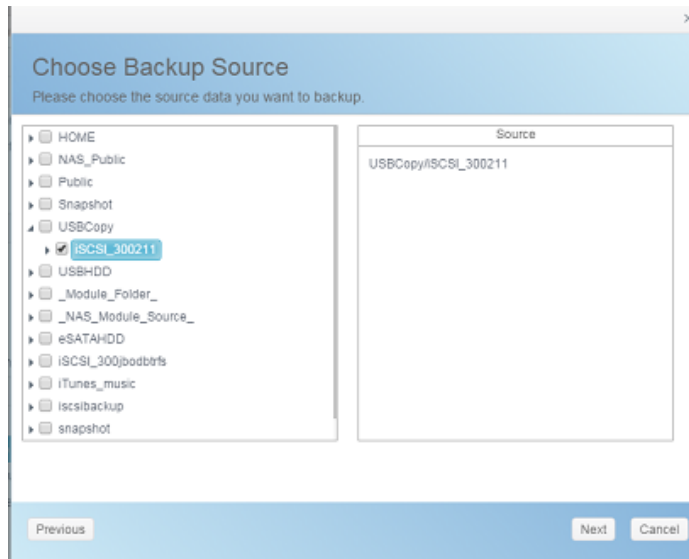 Choose Backup Source
Please choose the source data you want to backup.
HOME
NAS_Public
Public
Snapshot
USBCopy
iSCSI_300211
USBHDD
_Module_Folder_
_NAS_Module_Source_
eSATAHDD
iSCSI_300jbodbtrfs
iTunes_music
iscsibackup
snapshot
Source
USBCopy/iSCSI_300211
Previous
Next
Cancel